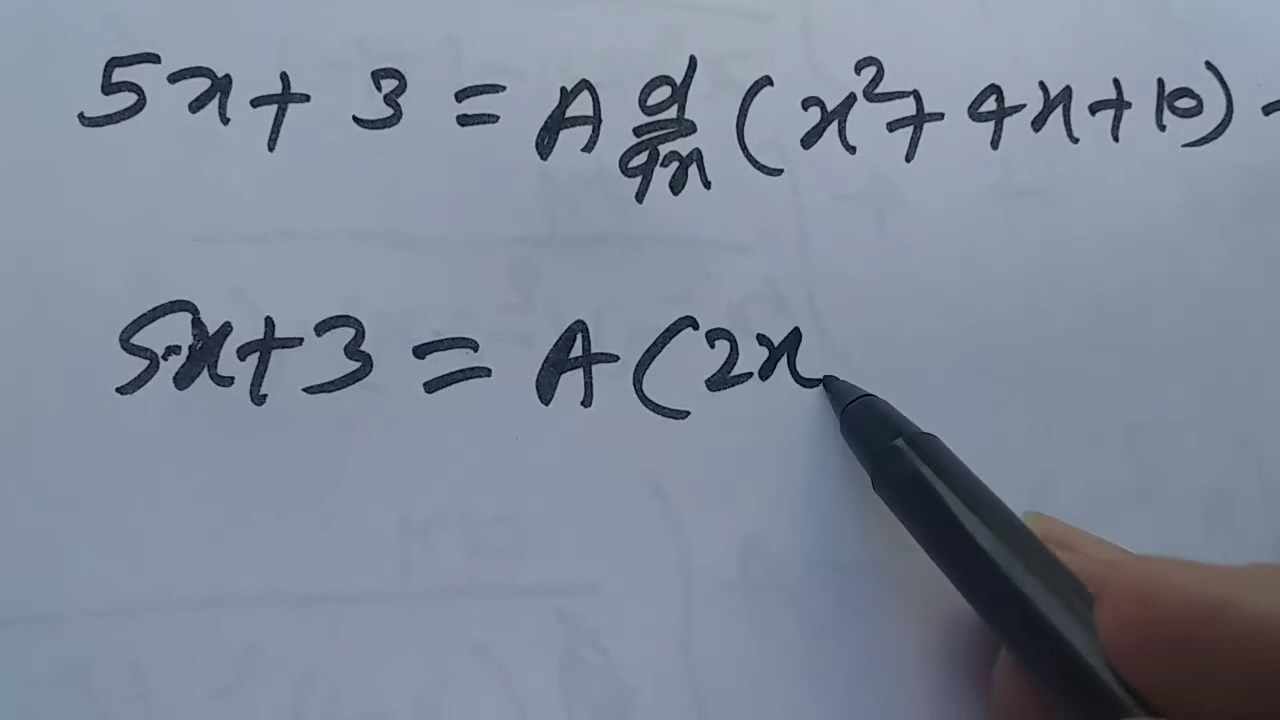 5x + 3 = A d/dx (x² + 4x + 10) +
5x + 3 = A (2x